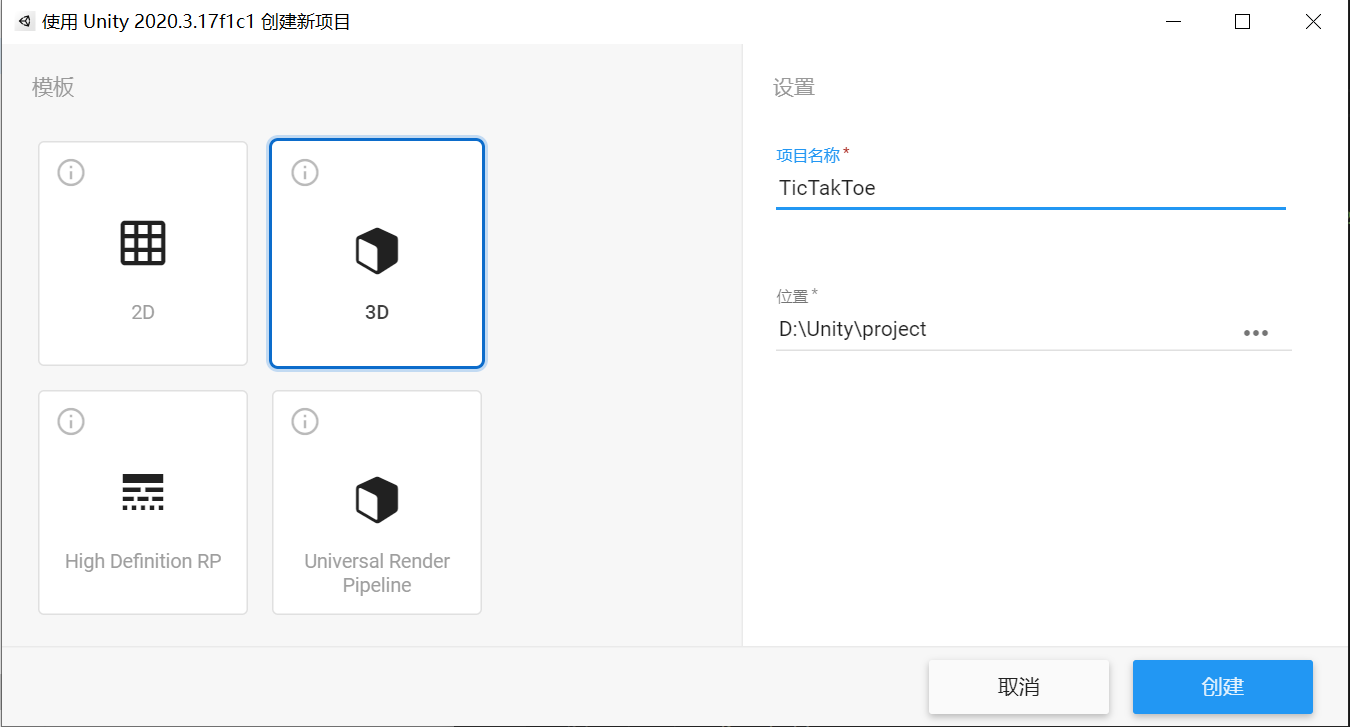 使用 Unity 2020.3.17f1c1 创建新项目
模板
设置
2D
3D
High Definition RP
Universal Render
Pipeline
项目名称*
TicTakToe
位置*
D:\Unity\project
取消
创建